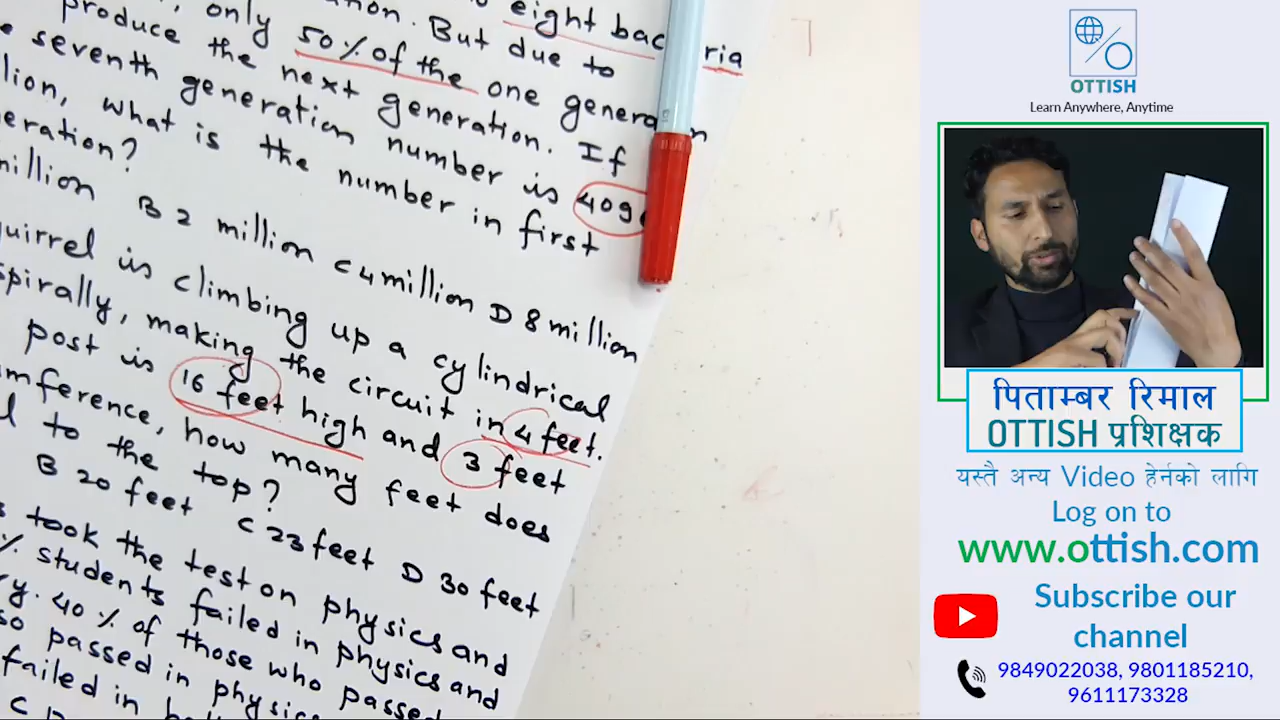 eight bac ria
only
tion. But due to
50% of the one genera n
produce the next generation. If
seventh generation number is 409
lion, what is the number in first
eration?
million B 2 million C 4 million D 8 million
quirrel is climbing up a cylindrical
spirally, making the circuit in 4 feet.
post is 16 feet high and 3 feet
mference, how many feet does
to the top?
B 20 feet C 23 feet D 30 feet
took the test on physics and
% students failed in physics and
y. 40% of those who passed
so passed in physics
failed in
OTTISH
Learn Anywhere, Anytime
पिताम्बर रिमाल
OTTISH प्रशिक्षक
यस्तै अन्य Video हेर्नको लागि
Log on to
www.ottish.com
Subscribe our
channel
9849022038, 9801185210,
9611173328